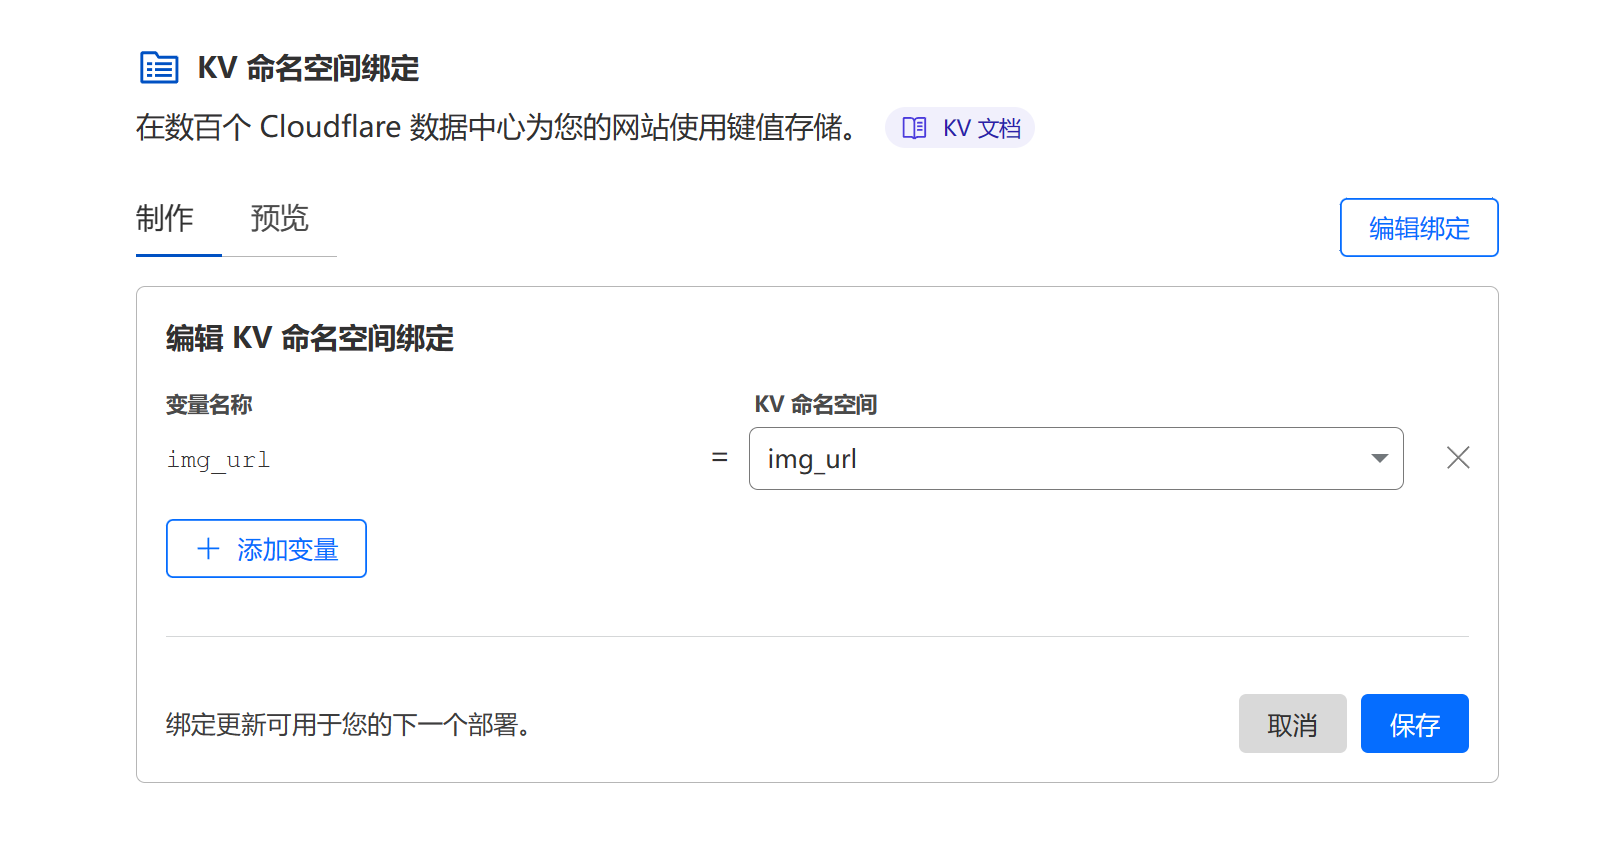 KV 命名空间绑定
在数百个 Cloudflare 数据中心为您的网站使用键值存储。 KV 文档
制作 预览 编辑绑定
编辑 KV 命名空间绑定
变量名称 KV 命名空间
img_url = img_url
添加变量
绑定更新可用于您的下一个部署。 取消 保存